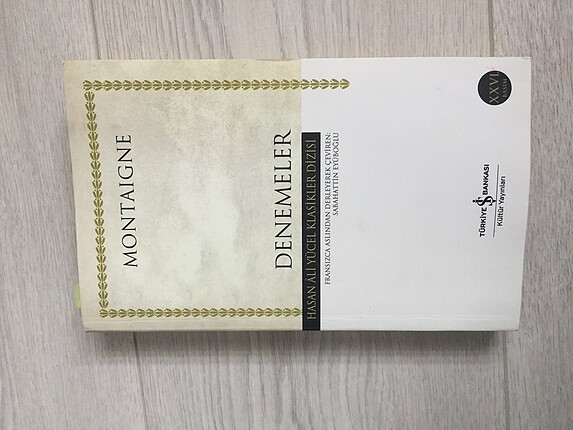 MONTAIGNE
DENEMELER
HASAN ÂLİ YÜCEL KLASİKLER DİZİSİ
FRANSIZCA ASLINDAN DERLEYEREK ÇEVİREN:
SABAHATTİN EYÜBOĞLU
XXVI.
BASIM
TÜRKİYE İŞ BANKASI
Kültür Yayınları